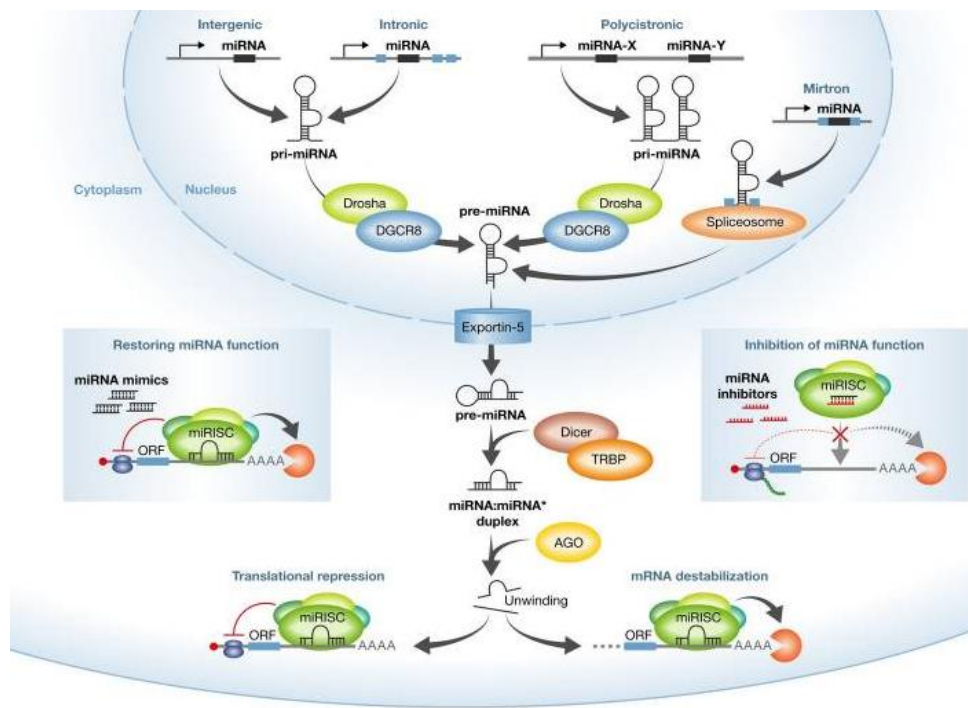 Intergenic
miRNA
Intronic
miRNA
Polycistronic
miRNA-X
miRNA-Y
Mirtron
miRNA
pri-miRNA
pri-miRNA
Cytoplasm
Nucleus
Drosha
DGCR8
pre-miRNA
Drosha
DGCR8
Spliceosome
Exportin-5
Restoring miRNA function
miRNA mimics
miRISC
ORF
AAAA
pre-miRNA
Dicer
TRBP
miRNA:miRNA*
duplex
AGO
Unwinding
Inhibition of miRNA function
miRNA
inhibitors
miRISC
ORF
AAAA
Translational repression
miRISC
ORF
AAAA
mRNA destabilization
miRISC
ORF
AAAA